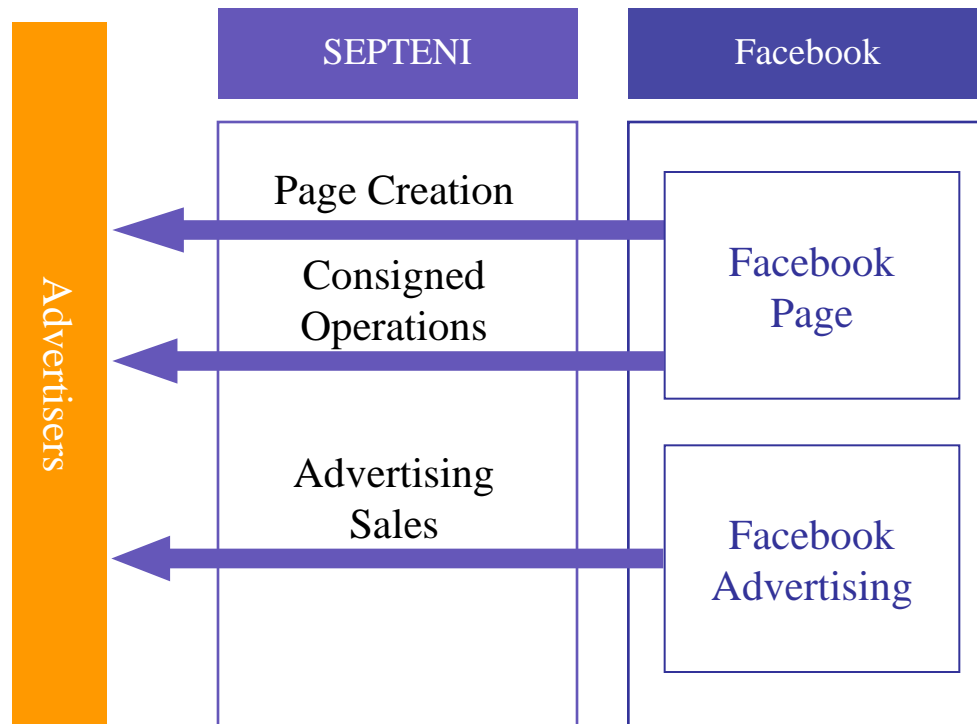 SEPTENI
Facebook
Advertisers
Page Creation
Consigned
Operations
Advertising
Sales
Facebook
Page
Facebook
Advertising